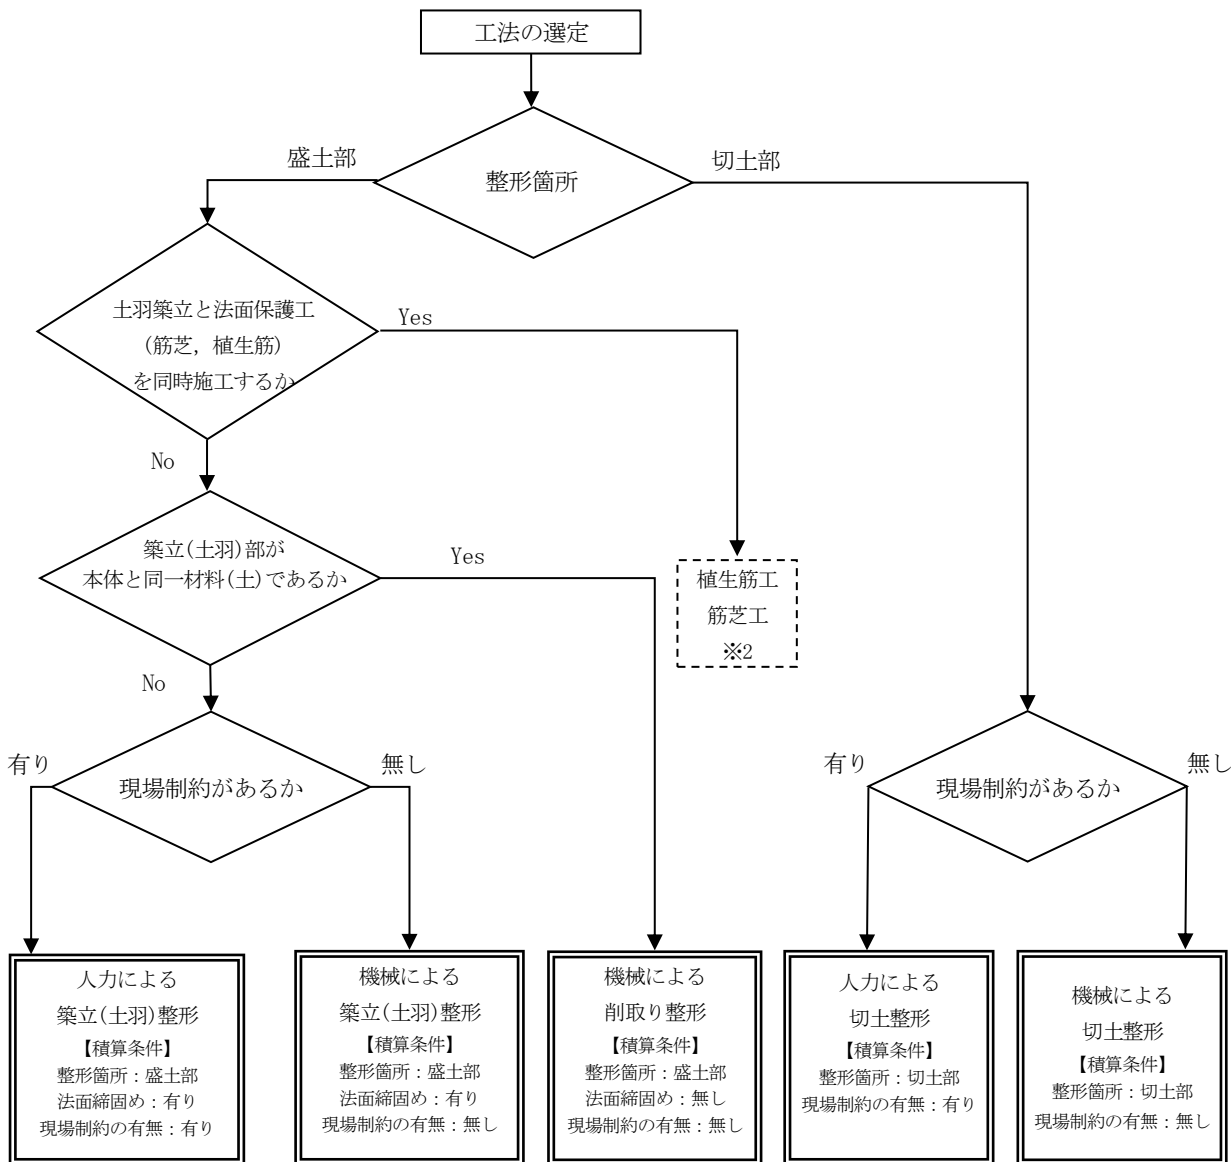 工法の選定
盛土部
切土部
整形箇所
土羽築立と法面保護工
(筋芝，植生筋)
を同時施工するか
Yes
No
築立(土羽)部が
本体と同一材料(土)であるか
Yes
植生筋工
筋芝工
※2
No
有り
無し
現場制約があるか
有り
無し
現場制約があるか
人力による
築立(土羽)整形
【積算条件】
整形箇所：盛土部
法面締固め：有り
現場制約の有無：有り
機械による
築立(土羽)整形
【積算条件】
整形箇所：盛土部
法面締固め：有り
現場制約の有無：無し
機械による
削取り整形
【積算条件】
整形箇所：盛土部
法面締固め：無し
現場制約の有無：無し
人力による
切土整形
【積算条件】
整形箇所：切土部
現場制約の有無：有り
機械による
切土整形
【積算条件】
整形箇所：切土部
現場制約の有無：無し